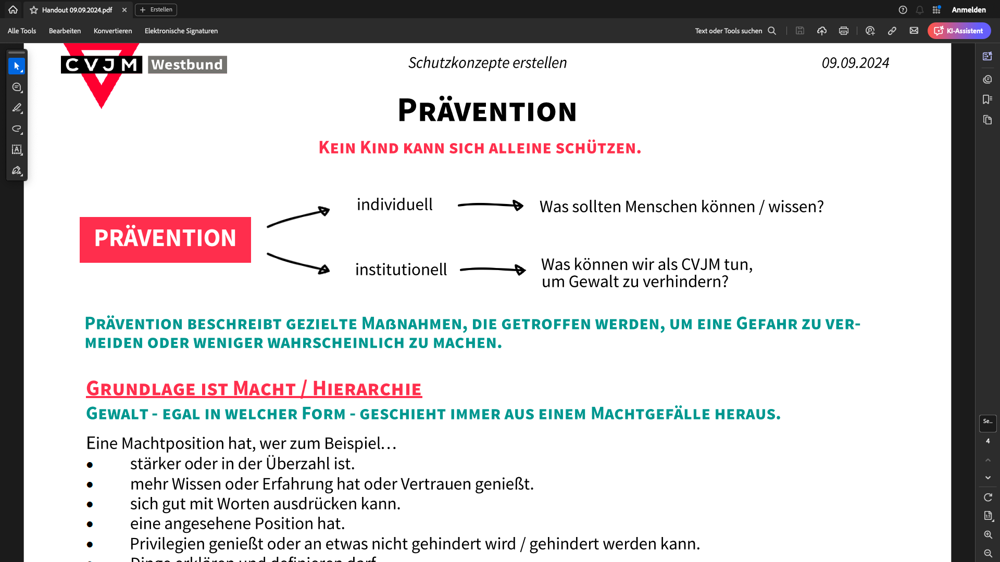 Handout 09.09.2024.pdf
Erstellen
Anmelden
Alle Tools
Bearbeiten
Konvertieren
Elektronische Signaturen
Text oder Tools suchen
KI-Assistent
CVJM Westbund
Schutzkonzepte erstellen
09.09.2024
Prävention
Kein Kind kann sich alleine schützen.
individuell
Was sollten Menschen können / wissen?
PRÄVENTION
institutionell
Was können wir als CVJM tun,
um Gewalt zu verhindern?
Prävention beschreibt gezielte Maßnahmen, die getroffen werden, um eine Gefahr zu ver-
meiden oder weniger wahrscheinlich zu machen.
Grundlage ist Macht / Hierarchie
Gewalt - egal in welcher Form - geschieht immer aus einem Machtgefälle heraus.
Eine Machtposition hat, wer zum Beispiel…
• stärker oder in der Überzahl ist.
• mehr Wissen oder Erfahrung hat oder Vertrauen genießt.
• sich gut mit Worten ausdrücken kann.
• eine angesehene Position hat.
• Privilegien genießt oder an etwas nicht gehindert wird / gehindert werden kann.
• Dinge erklären und definieren darf.
Se...
4